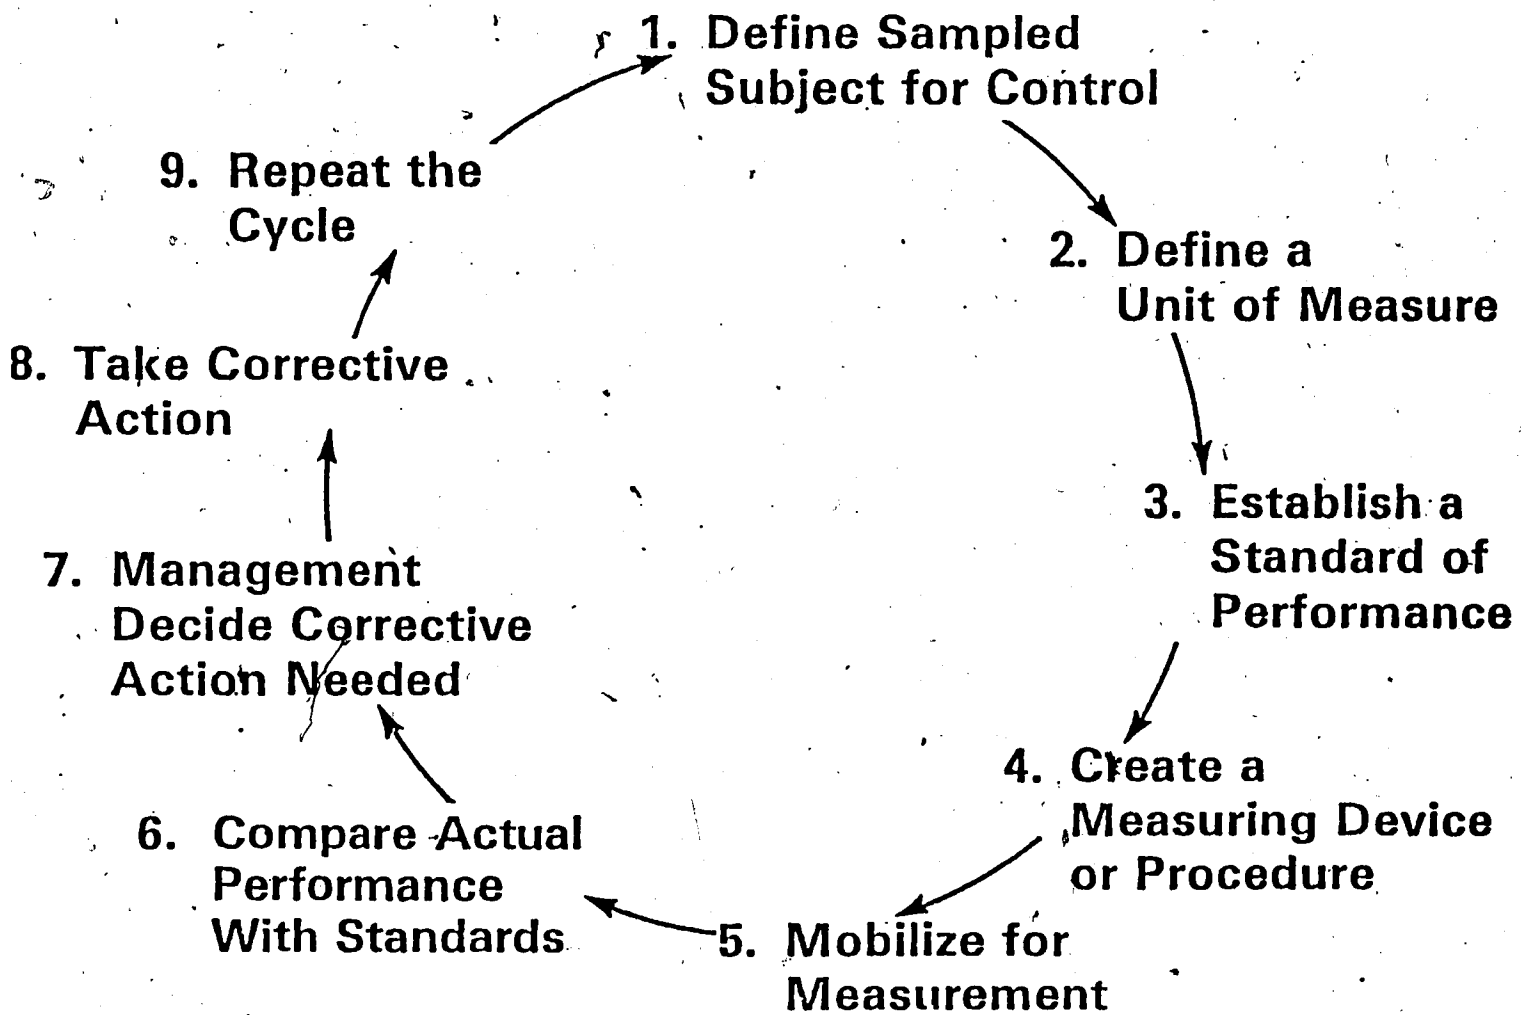 1. Define Sampled
Subject for Control
2. Define a
Unit of Measure
3. Establish a
Standard of
Performance
4. Create a
Measuring Device
or Procedure
5. Mobilize for
Measurement
6. Compare Actual
Performance
With Standards
7. Management
Decide Corrective
Action Needed
8. Take Corrective
Action
9. Repeat the
Cycle